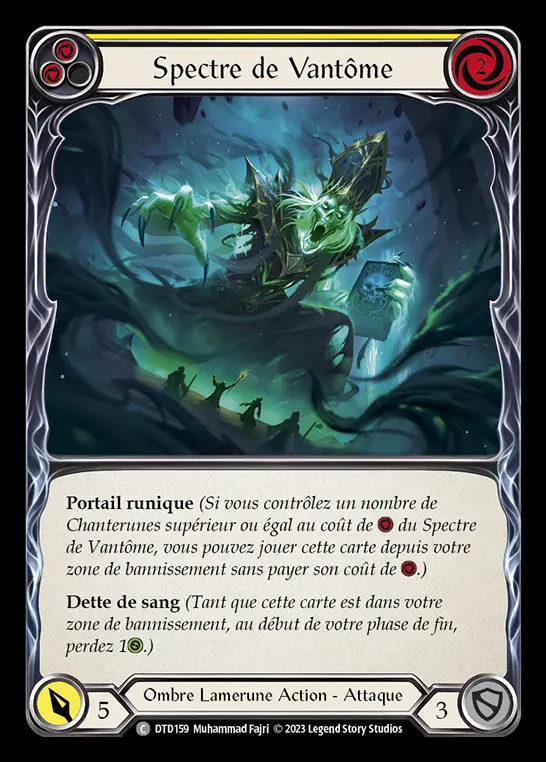 Spectre de Vantôme
2
Portail runique (Si vous contrôlez un nombre de
Chanterunes supérieur ou égal au coût de du Spectre
de Vantôme, vous pouvez jouer cette carte depuis votre
zone de bannissement sans payer son coût de .)
Dette de sang (Tant que cette carte est dans votre
zone de bannissement, au début de votre phase de fin,
perdez 1 .)
5
Ombre Lamerune Action - Attaque
3
C DTD159 Muhammad Fajri © 2023 Legend Story Studios